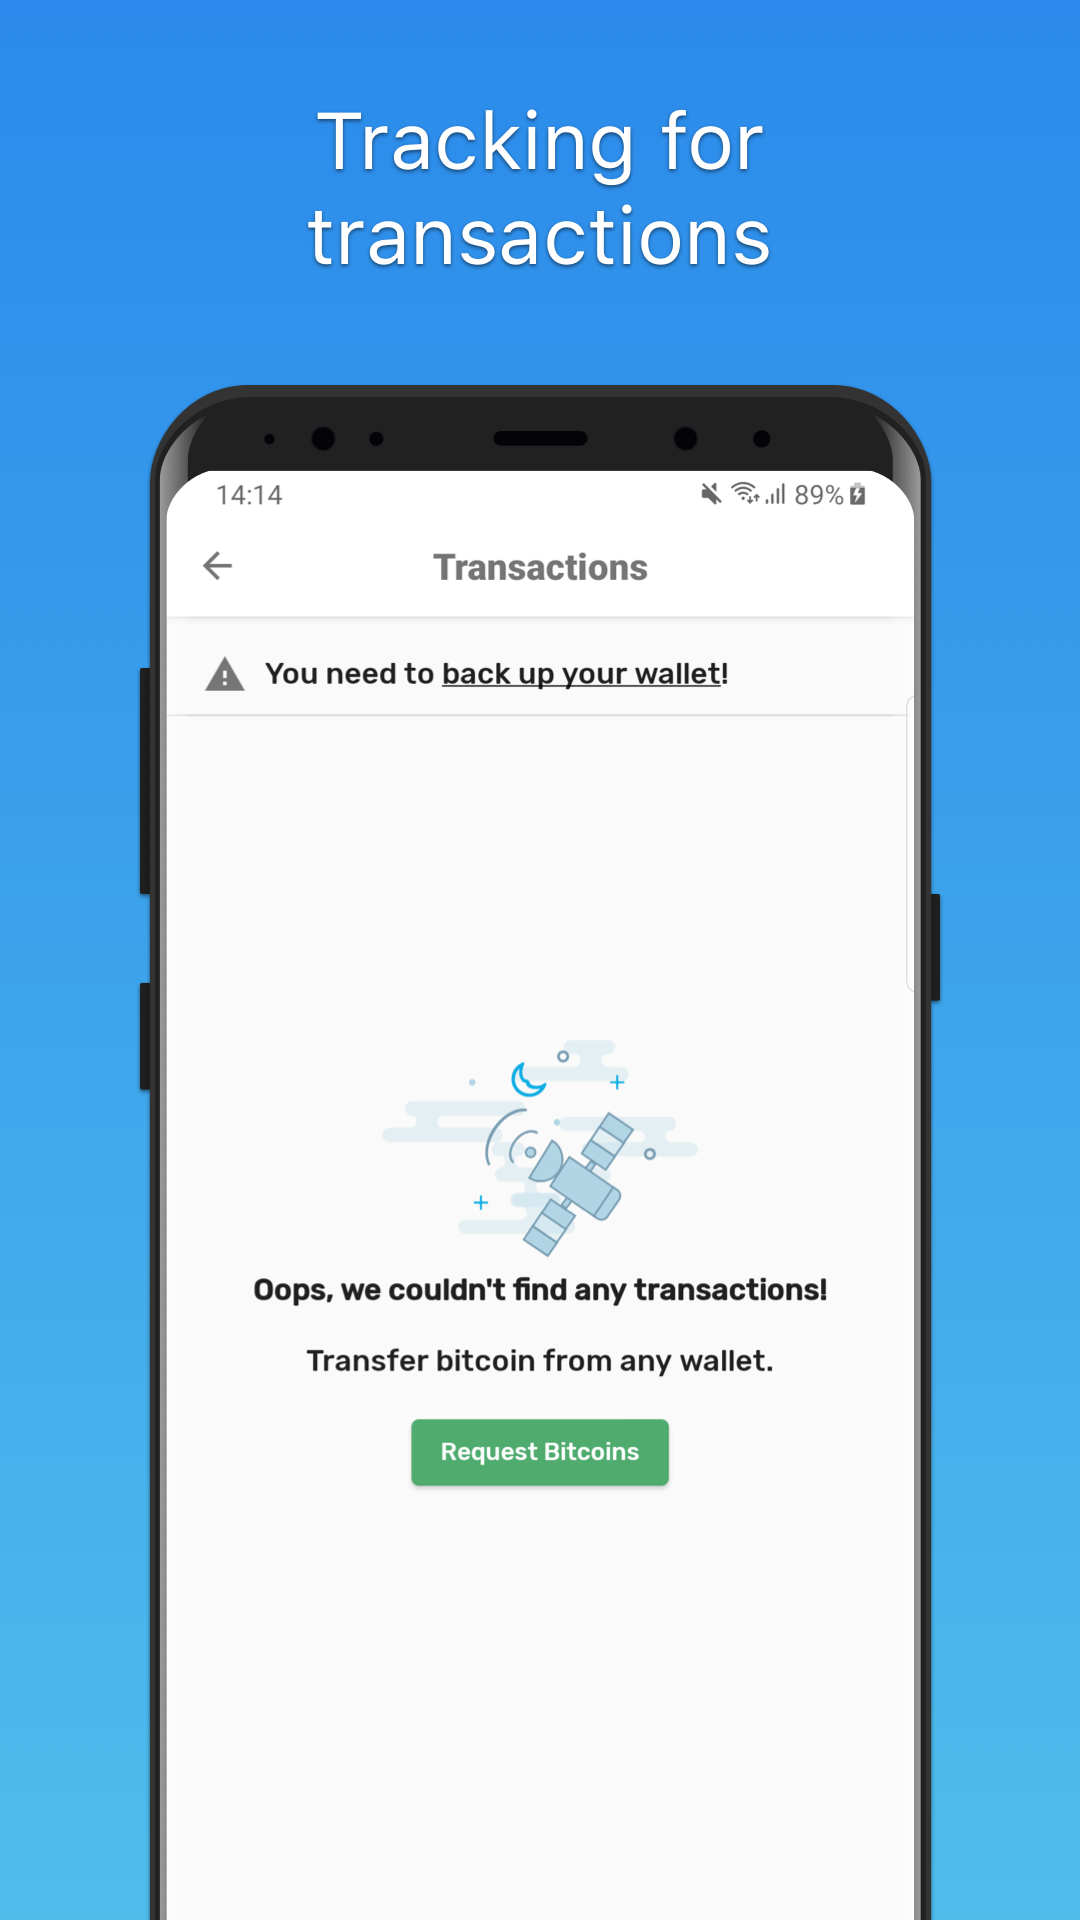 Tracking for
transactions
14:14 89%
Transactions
You need to back up your wallet!
Oops, we couldn't find any transactions!
Transfer bitcoin from any wallet.
Request Bitcoins